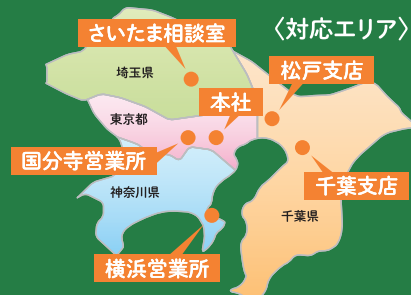 さいたま相談室
〈対応エリア〉
松戸支店
埼玉県
本社
東京都
国分寺営業所
千葉支店
神奈川県
千葉県
横浜営業所